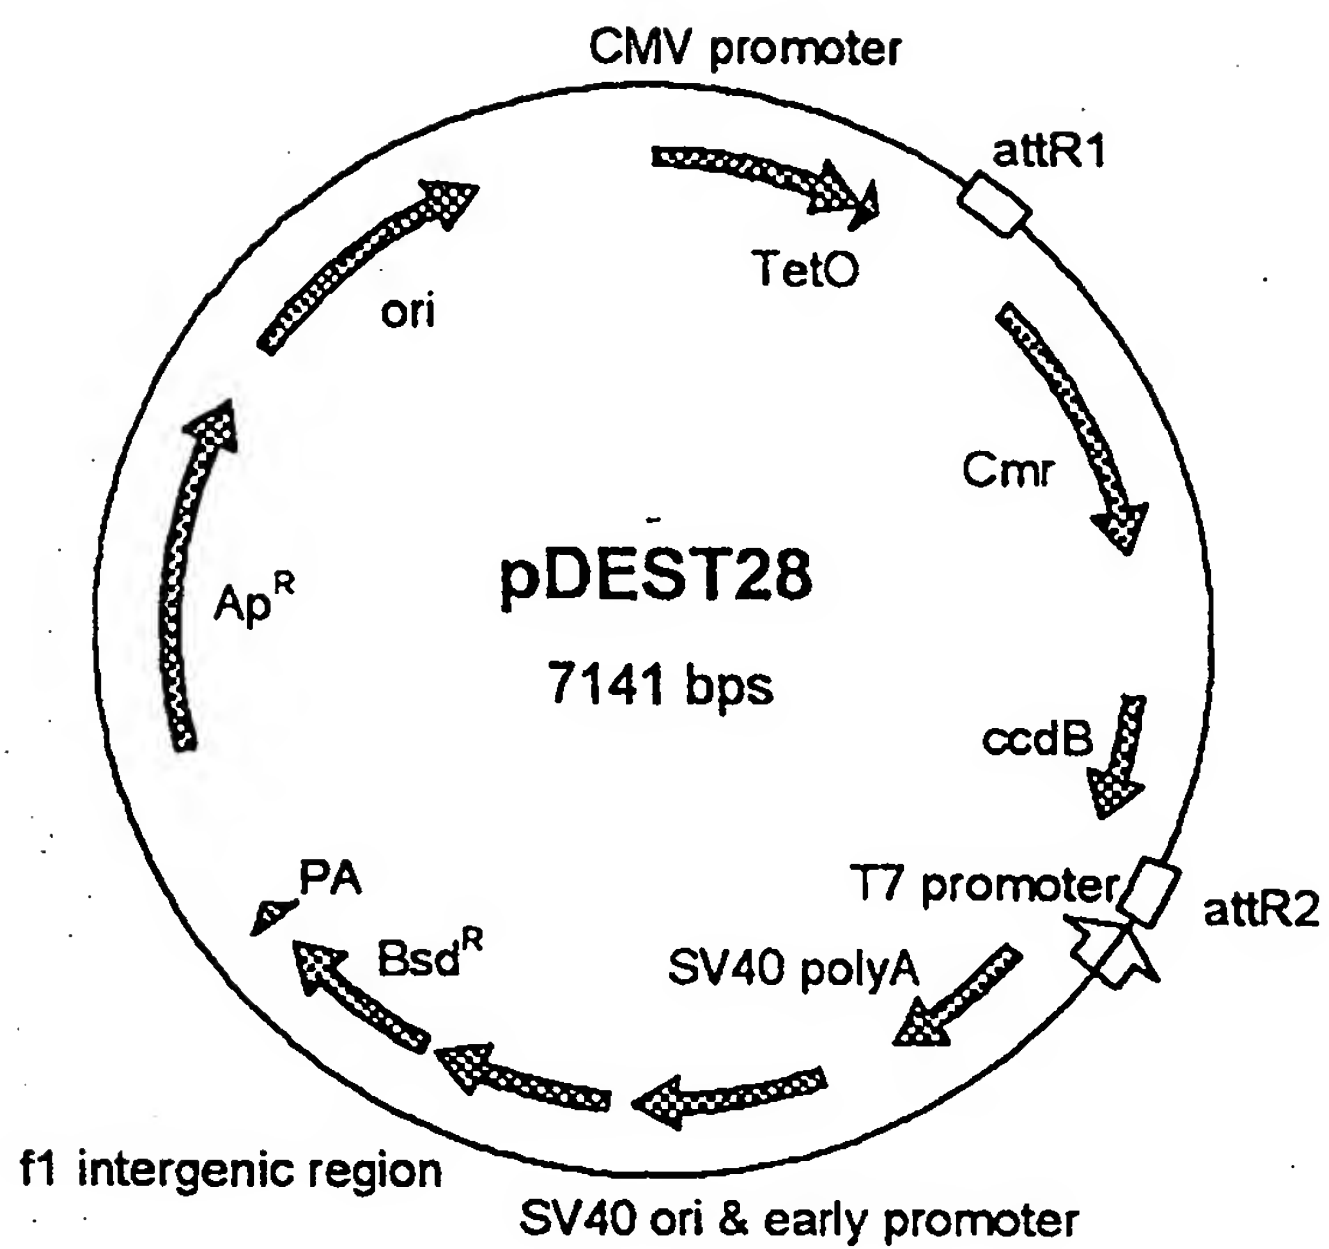 CMV promoter
attR1
TetO
ori
Cmr
pDEST28
Ap^R
7141 bps
ccdB
T7 promoter
attR2
PA
Bsd^R
SV40 polyA
f1 intergenic region
SV40 ori & early promoter